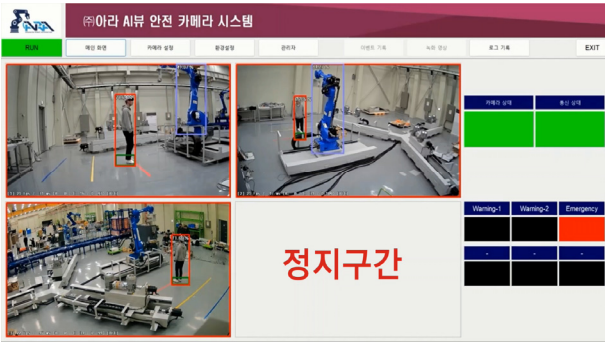 ARA
㈜아라 AI뷰 안전 카메라 시스템
RUN
메인 화면
카메라 설정
환경설정
관리자
이벤트 기록
녹화 영상
로그 기록
EXIT
카메라 상태
통신 상태
Warning-1
Warning-2
Emergency
-
-
-
정지구간